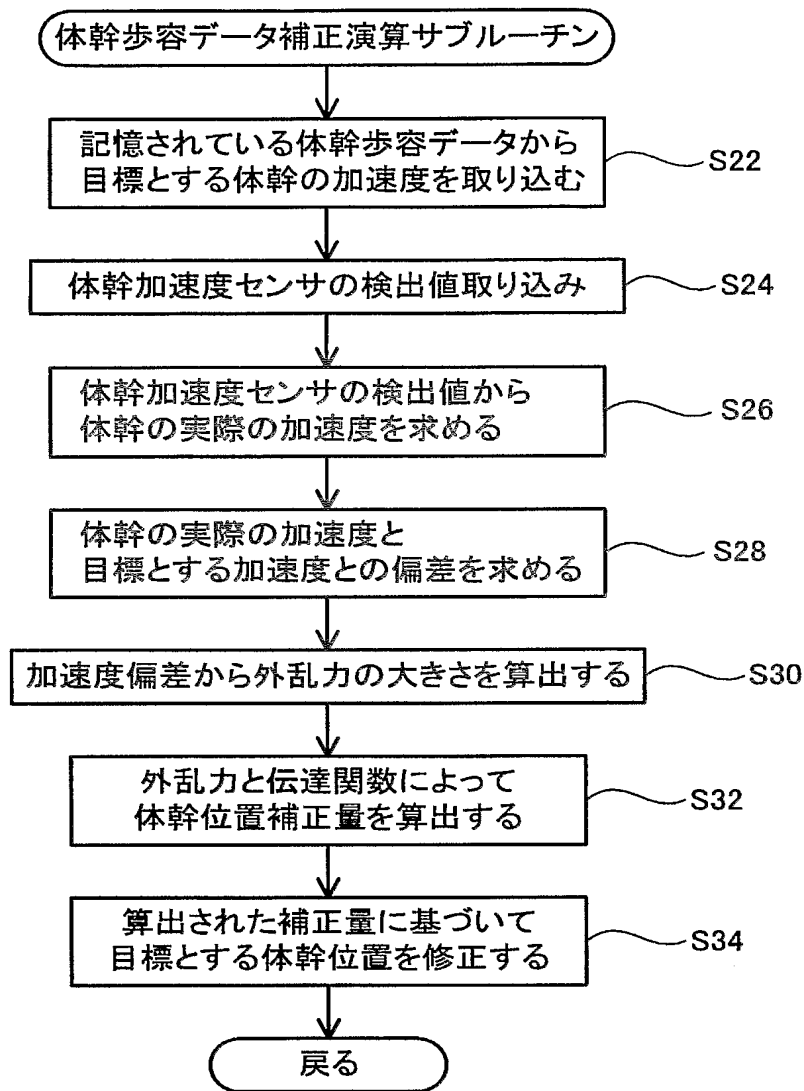 体幹歩容データ補正演算サブルーチン
記憶されている体幹歩容データから
目標とする体幹の加速度を取り込む
S22
体幹加速度センサの検出値取り込み
S24
体幹加速度センサの検出値から
体幹の実際の加速度を求める
S26
体幹の実際の加速度と
目標とする加速度との偏差を求める
S28
加速度偏差から外乱力の大きさを算出する
S30
外乱力と伝達関数によって
体幹位置補正量を算出する
S32
算出された補正量に基づいて
目標とする体幹位置を修正する
S34
戻る